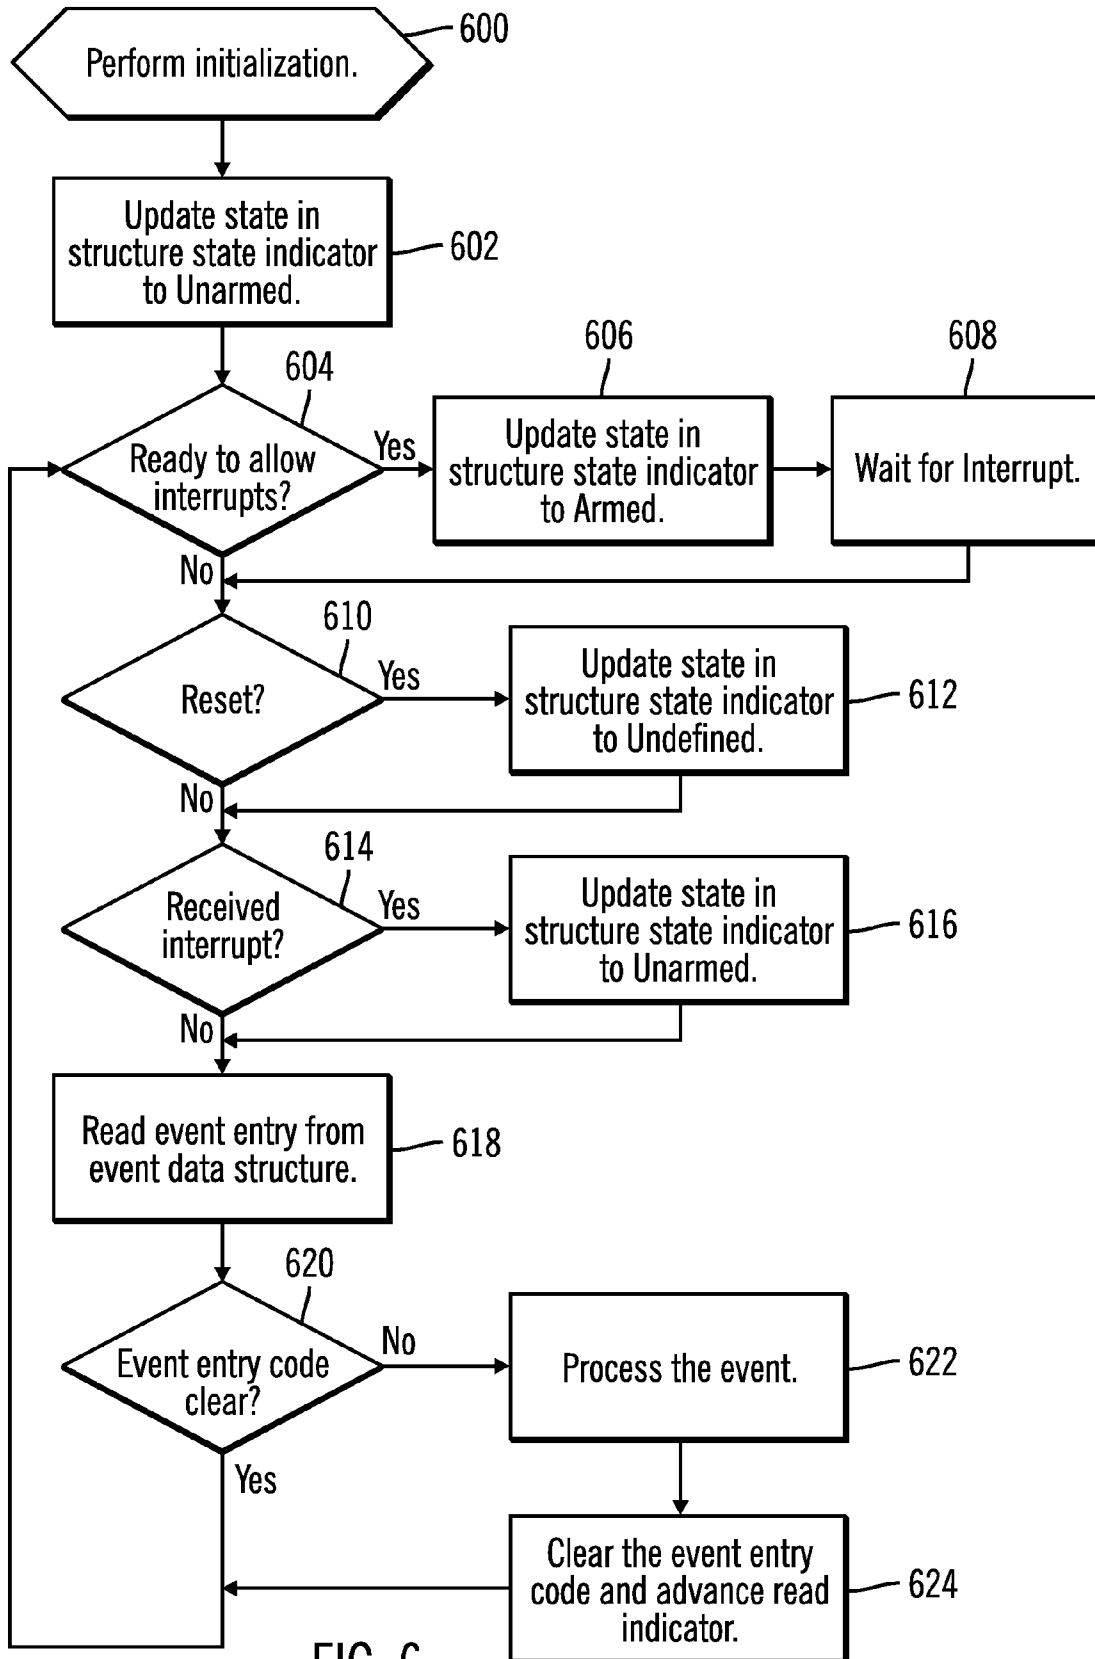 Perform initialization.
600
Update state in
structure state indicator
to Unarmed.
602
604
Ready to allow
interrupts?
Yes
No
606
Update state in
structure state indicator
to Armed.
608
Wait for Interrupt.
610
Reset?
Yes
No
Update state in
structure state indicator
to Undefined.
612
614
Received
interrupt?
Yes
No
Update state in
structure state indicator
to Unarmed.
616
Read event entry from
event data structure.
618
620
Event entry code
clear?
No
Yes
Process the event.
622
Clear the event entry
code and advance read
indicator.
624
FIG. 6